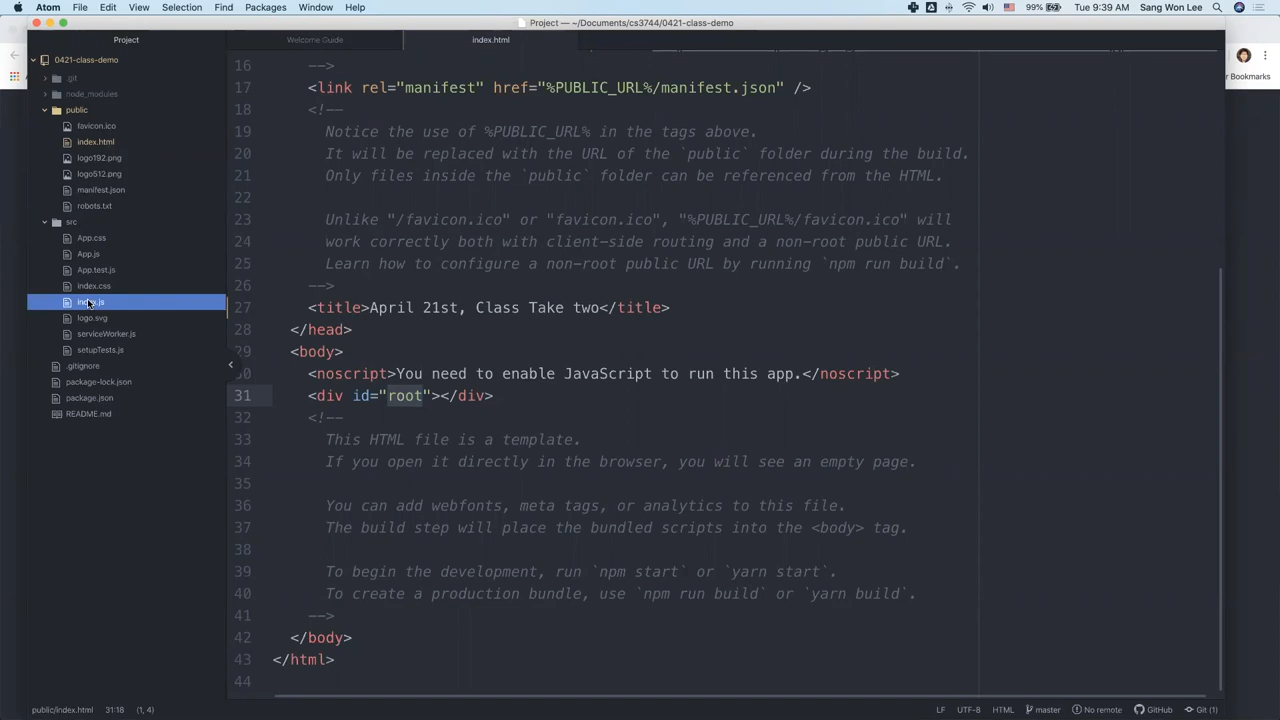 Atom File Edit View Selection Find Packages Window Help 99% Tue 9:39 AM Sang Won Lee
Project — ~/Documents/cs3744/0421-class-demo
Project
Welcome Guide
index.html
0421-class-demo
.git
node_modules
public
favicon.ico
index.html
logo192.png
logo512.png
manifest.json
robots.txt
src
App.css
App.js
App.test.js
index.css
index.js
logo.svg
serviceWorker.js
setupTests.js
.gitignore
package-lock.json
package.json
README.md
16 -->
17 <link rel="manifest" href="%PUBLIC_URL%/manifest.json" />
18 <!--
19 Notice the use of %PUBLIC_URL% in the tags above.
20 It will be replaced with the URL of the `public` folder during the build.
21 Only files inside the `public` folder can be referenced from the HTML.
22
23 Unlike "/favicon.ico" or "favicon.ico", "%PUBLIC_URL%/favicon.ico" will
24 work correctly both with client-side routing and a non-root public URL.
25 Learn how to configure a non-root public URL by running `npm run build`.
26 -->
27 <title>April 21st, Class Take two</title>
28 </head>
29 <body>
30 <noscript>You need to enable JavaScript to run this app.</noscript>
31 <div id="root"></div>
32 <!--
33 This HTML file is a template.
34 If you open it directly in the browser, you will see an empty page.
35
36 You can add webfonts, meta tags, or analytics to this file.
37 The build step will place the bundled scripts into the <body> tag.
38
39 To begin the development, run `npm start` or `yarn start`.
40 To create a production bundle, use `npm run build` or `yarn build`.
41 -->
42 </body>
43 </html>
44
r Bookmarks
public/index.html 31:18 (1, 4) LF UTF-8 HTML master No remote GitHub Git (1)